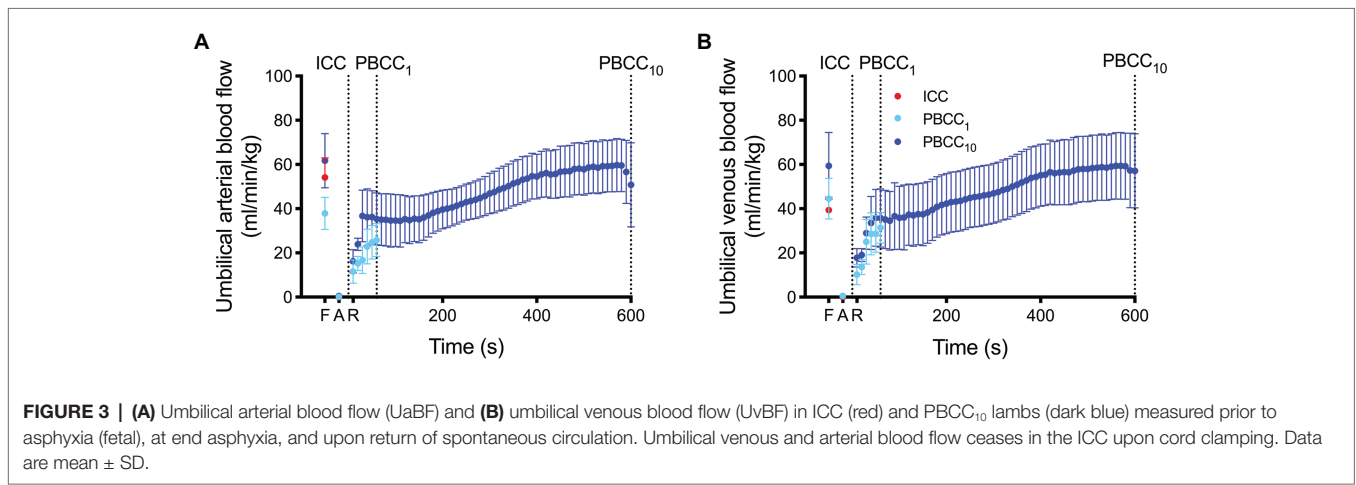 A
ICC PBCC₁ PBCC₁₀
Umbilical arterial blood flow
(ml/min/kg)
100
80
60
40
20
0
F A R 200 400 600
Time (s)
B
ICC PBCC₁ PBCC₁₀
Umbilical venous blood flow
(ml/min/kg)
100
80
60
40
20
0
ICC
PBCC₁
PBCC₁₀
F A R 200 400 600
Time (s)
FIGURE 3 | (A) Umbilical arterial blood flow (UaBF) and (B) umbilical venous blood flow (UvBF) in ICC (red) and PBCC₁₀ lambs (dark blue) measured prior to
asphyxia (fetal), at end asphyxia, and upon return of spontaneous circulation. Umbilical venous and arterial blood flow ceases in the ICC upon cord clamping. Data
are mean ± SD.